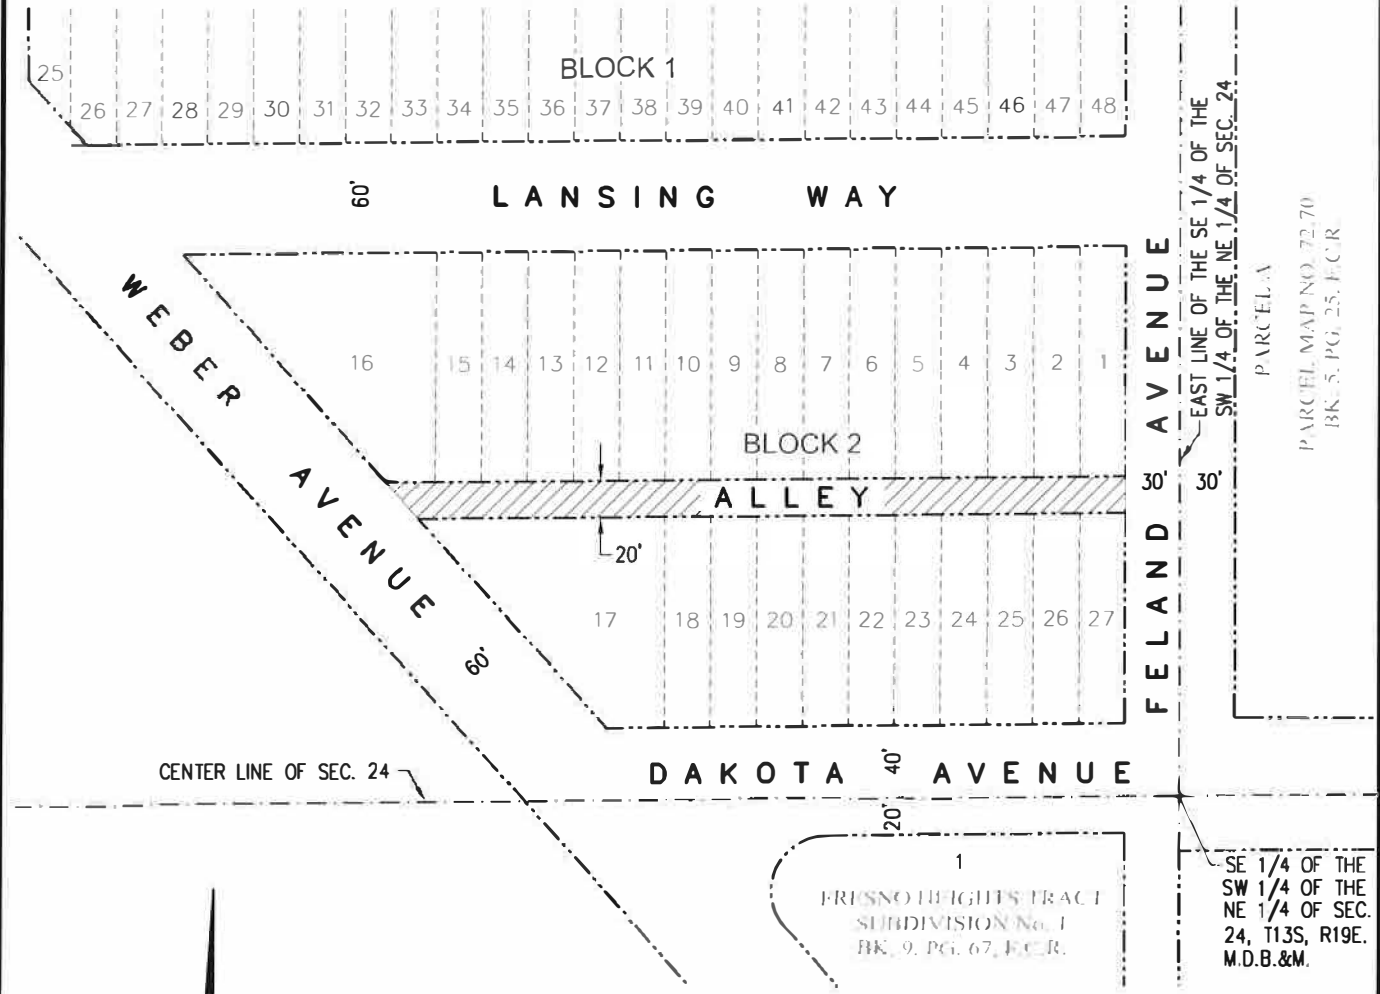 BLOCK 1
25
26 27 28 29 30 31 32 33 34 35 36 37 38 39 40 41 42 43 44 45 46 47 48
60'
LANSING WAY
WEBER AVENUE
60'
16 15 14 13 12 11 10 9 8 7 6 5 4 3 2 1
BLOCK 2
ALLEY
20'
17 18 19 20 21 22 23 24 25 26 27
FELAND AVENUE
30'
30'
EAST LINE OF THE SE 1/4 OF THE
SW 1/4 OF THE NE 1/4 OF SEC. 24
PARCEL A
PARCEL MAP NO. 72-70
BK. 5, PG. 25, F.C.R.
CENTER LINE OF SEC. 24
DAKOTA AVENUE
40'
20'
1
FRESNO HEIGHTS TRACT
SUBDIVISION No. 1
BK. 9, PG. 67, F.C.R.
SE 1/4 OF THE
SW 1/4 OF THE
NE 1/4 OF SEC.
24, T13S, R19E.
M.D.B.&M.